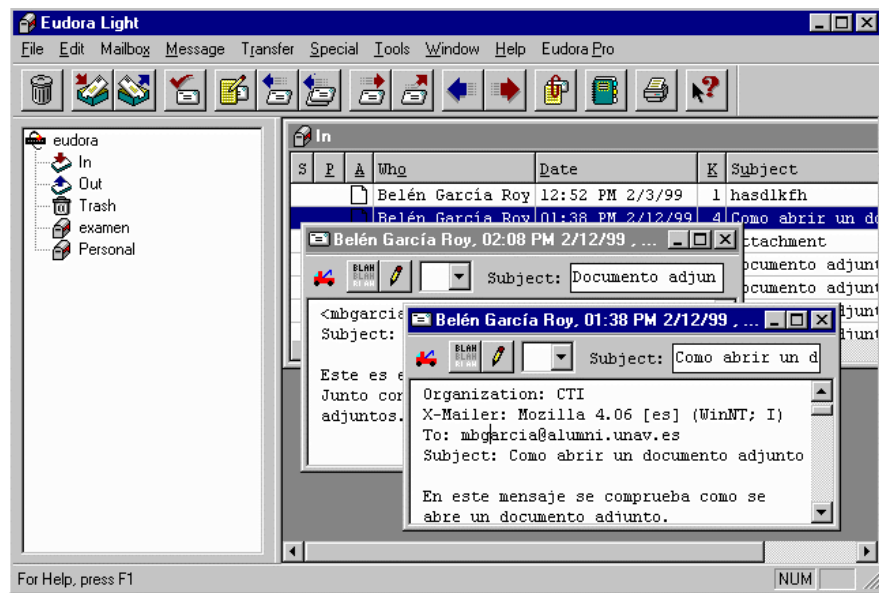 Eudora Light
File Edit Mailbox Message Transfer Special Tools Window Help Eudora Pro
eudora
In
Out
Trash
examen
Personal
In
S P A Who Date K Subject
Belén García Roy 12:52 PM 2/3/99 1 hasdlkfh
Belén García Roy 01:38 PM 2/12/99 4 Como abrir un do
ttachment
ocumento adjunt
ocumento adjunt
djunt
djunt
Belén García Roy, 02:08 PM 2/12/99 , ...
BLAH
BLAH
BLAH
Subject: Documento adjun
<mbgarcia
Subject:
Este es e
Junto con
adjuntos.
Belén García Roy, 01:38 PM 2/12/99 , ...
BLAH
BLAH
BLAH
Subject: Como abrir un d
Organization: CTI
X-Mailer: Mozilla 4.06 [es] (WinNT; I)
To: mbgarcia@alumni.unav.es
Subject: Como abrir un documento adjunto
En este mensaje se comprueba como se
abre un documento adjunto.
For Help, press F1
NUM